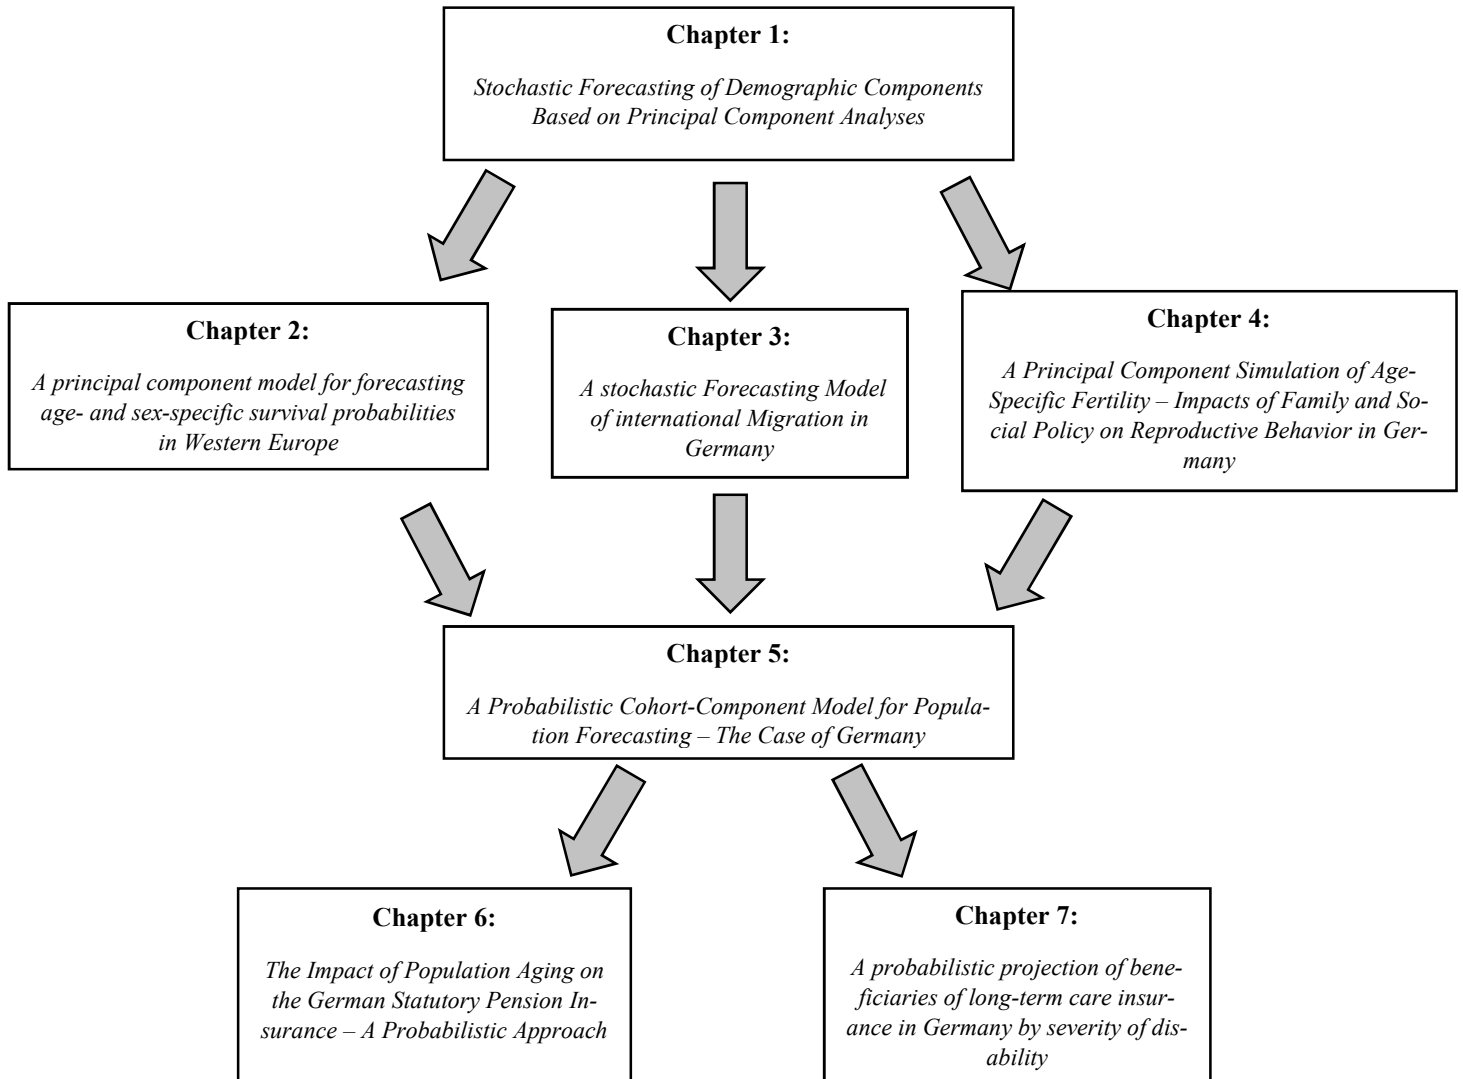 Chapter 1:
Stochastic Forecasting of Demographic Components
Based on Principal Component Analyses
Chapter 2:
A principal component model for forecasting
age- and sex-specific survival probabilities
in Western Europe
Chapter 3:
A stochastic Forecasting Model
of international Migration in
Germany
Chapter 4:
A Principal Component Simulation of Age-
Specific Fertility – Impacts of Family and So-
cial Policy on Reproductive Behavior in Ger-
many
Chapter 5:
A Probabilistic Cohort-Component Model for Popula-
tion Forecasting – The Case of Germany
Chapter 6:
The Impact of Population Aging on
the German Statutory Pension In-
surance – A Probabilistic Approach
Chapter 7:
A probabilistic projection of bene-
ficiaries of long-term care insur-
ance in Germany by severity of dis-
ability